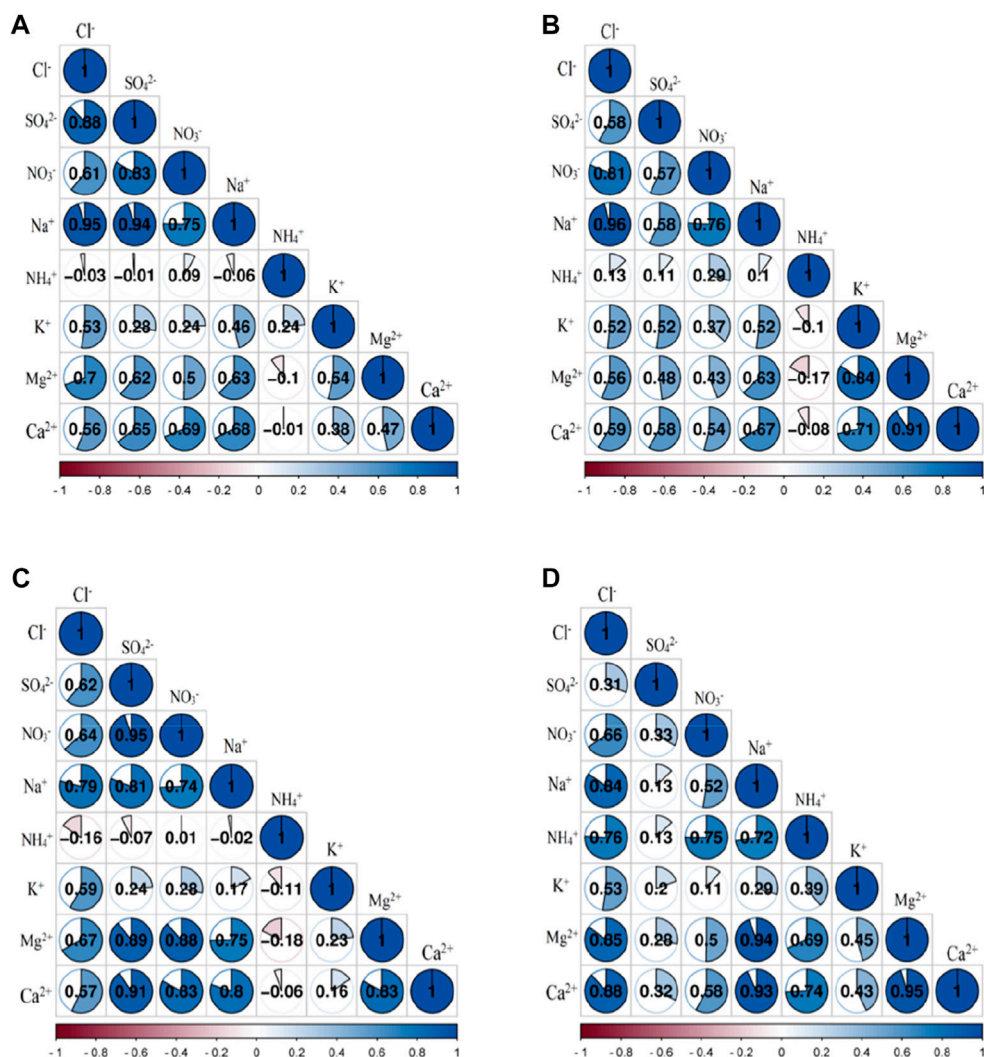 A
Cl⁻
Cl⁻ 1
SO₄²⁻
SO₄²⁻ 0.88 1
NO₃⁻
NO₃⁻ 0.61 0.83 1
Na⁺
Na⁺ 0.95 0.94 0.75 1
NH₄⁺
NH₄⁺ −0.03 −0.01 0.09 −0.06 1
K⁺
K⁺ 0.53 0.28 0.24 0.46 0.24 1
Mg²⁺
Mg²⁺ 0.7 0.62 0.5 0.63 −0.1 0.54 1
Ca²⁺
Ca²⁺ 0.56 0.65 0.69 0.68 −0.01 0.38 0.47 1
-1 -0.8 -0.6 -0.4 -0.2 0 0.2 0.4 0.6 0.8 1
B
Cl⁻
Cl⁻ 1
SO₄²⁻
SO₄²⁻ 0.58 1
NO₃⁻
NO₃⁻ 0.81 0.57 1
Na⁺
Na⁺ 0.96 0.58 0.76 1
NH₄⁺
NH₄⁺ 0.13 0.11 0.29 0.1 1
K⁺
K⁺ 0.52 0.52 0.37 0.52 −0.1 1
Mg²⁺
Mg²⁺ 0.56 0.48 0.43 0.63 −0.17 0.84 1
Ca²⁺
Ca²⁺ 0.59 0.58 0.54 0.67 −0.08 0.71 0.91 1
-1 -0.8 -0.6 -0.4 -0.2 0 0.2 0.4 0.6 0.8 1
C
Cl⁻
Cl⁻ 1
SO₄²⁻
SO₄²⁻ 0.62 1
NO₃⁻
NO₃⁻ 0.64 0.95 1
Na⁺
Na⁺ 0.79 0.81 0.74 1
NH₄⁺
NH₄⁺ −0.16 −0.07 0.01 −0.02 1
K⁺
K⁺ 0.59 0.24 0.28 0.17 −0.11 1
Mg²⁺
Mg²⁺ 0.67 0.89 0.88 0.75 −0.18 0.23 1
Ca²⁺
Ca²⁺ 0.57 0.91 0.83 0.8 −0.06 0.16 0.83 1
-1 -0.8 -0.6 -0.4 -0.2 0 0.2 0.4 0.6 0.8 1
D
Cl⁻
Cl⁻ 1
SO₄²⁻
SO₄²⁻ 0.31 1
NO₃⁻
NO₃⁻ 0.66 0.33 1
Na⁺
Na⁺ 0.84 0.13 0.52 1
NH₄⁺
NH₄⁺ 0.76 0.13 0.75 0.72 1
K⁺
K⁺ 0.53 0.2 0.11 0.29 0.39 1
Mg²⁺
Mg²⁺ 0.85 0.28 0.5 0.94 0.69 0.45 1
Ca²⁺
Ca²⁺ 0.88 0.32 0.58 0.93 0.74 0.43 0.95 1
-1 -0.8 -0.6 -0.4 -0.2 0 0.2 0.4 0.6 0.8 1